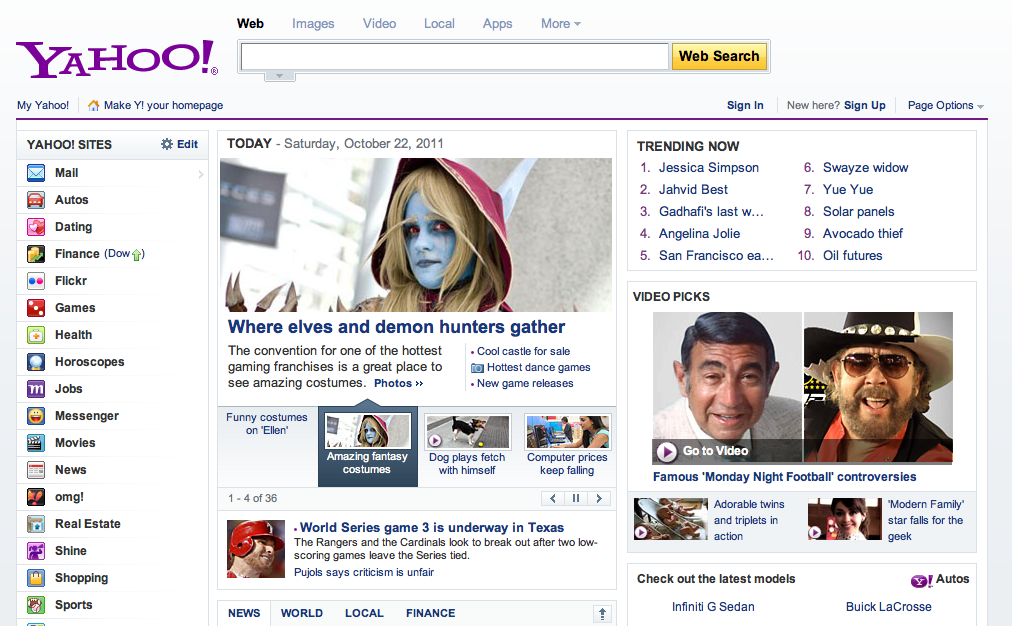 Web Images Video Local Apps More
YAHOO!®
Web Search
My Yahoo! Make Y! your homepage
Sign In New here? Sign Up Page Options
YAHOO! SITES Edit
Mail
Autos
Dating
Finance (Dow )
Flickr
Games
Health
Horoscopes
Jobs
Messenger
Movies
News
omg!
Real Estate
Shine
Shopping
Sports
TODAY - Saturday, October 22, 2011
Where elves and demon hunters gather
The convention for one of the hottest
gaming franchises is a great place to
see amazing costumes. Photos ››
• Cool castle for sale
Hottest dance games
• New game releases
Funny costumes
on 'Ellen'
Amazing fantasy
costumes
Dog plays fetch
with himself
Computer prices
keep falling
1 - 4 of 36
• World Series game 3 is underway in Texas
The Rangers and the Cardinals look to break out after two low-
scoring games leave the Series tied.
Pujols says criticism is unfair
NEWS WORLD LOCAL FINANCE
TRENDING NOW
1. Jessica Simpson
2. Jahvid Best
3. Gadhafi's last w...
4. Angelina Jolie
5. San Francisco ea...
6. Swayze widow
7. Yue Yue
8. Solar panels
9. Avocado thief
10. Oil futures
VIDEO PICKS
Go to Video
Famous 'Monday Night Football' controversies
Adorable twins
and triplets in
action
'Modern Family'
star falls for the
geek
Check out the latest models
Y! Autos
Infiniti G Sedan
Buick LaCrosse